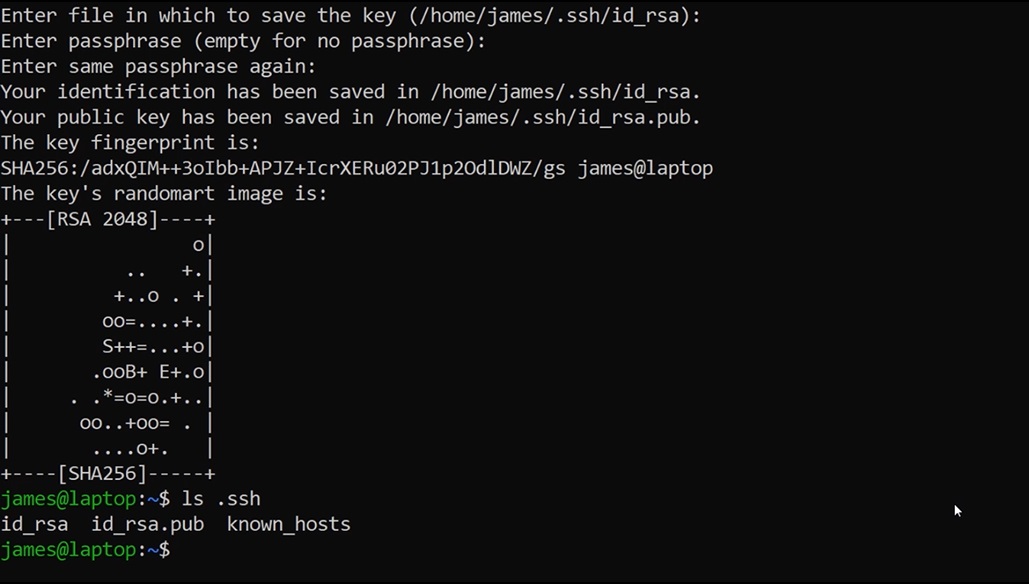 Enter file in which to save the key (/home/james/.ssh/id_rsa):
Enter passphrase (empty for no passphrase):
Enter same passphrase again:
Your identification has been saved in /home/james/.ssh/id_rsa.
Your public key has been saved in /home/james/.ssh/id_rsa.pub.
The key fingerprint is:
SHA256:/adxQIM++3oIbb+APJZ+IcrXERu02PJ1p2OdlDWZ/gs james@laptop
The key's randomart image is:
+---[RSA 2048]----+
|                o|
|          ..   +.|
|         +..o . +|
|        oo=....+.|
|        S++=...+o|
|       .ooB+ E+.o|
|     . .*=o=o.+..|
|      oo..+oo= . |
|       ....o+.   |
+----[SHA256]-----+
james@laptop:~$ ls .ssh
id_rsa  id_rsa.pub  known_hosts
james@laptop:~$